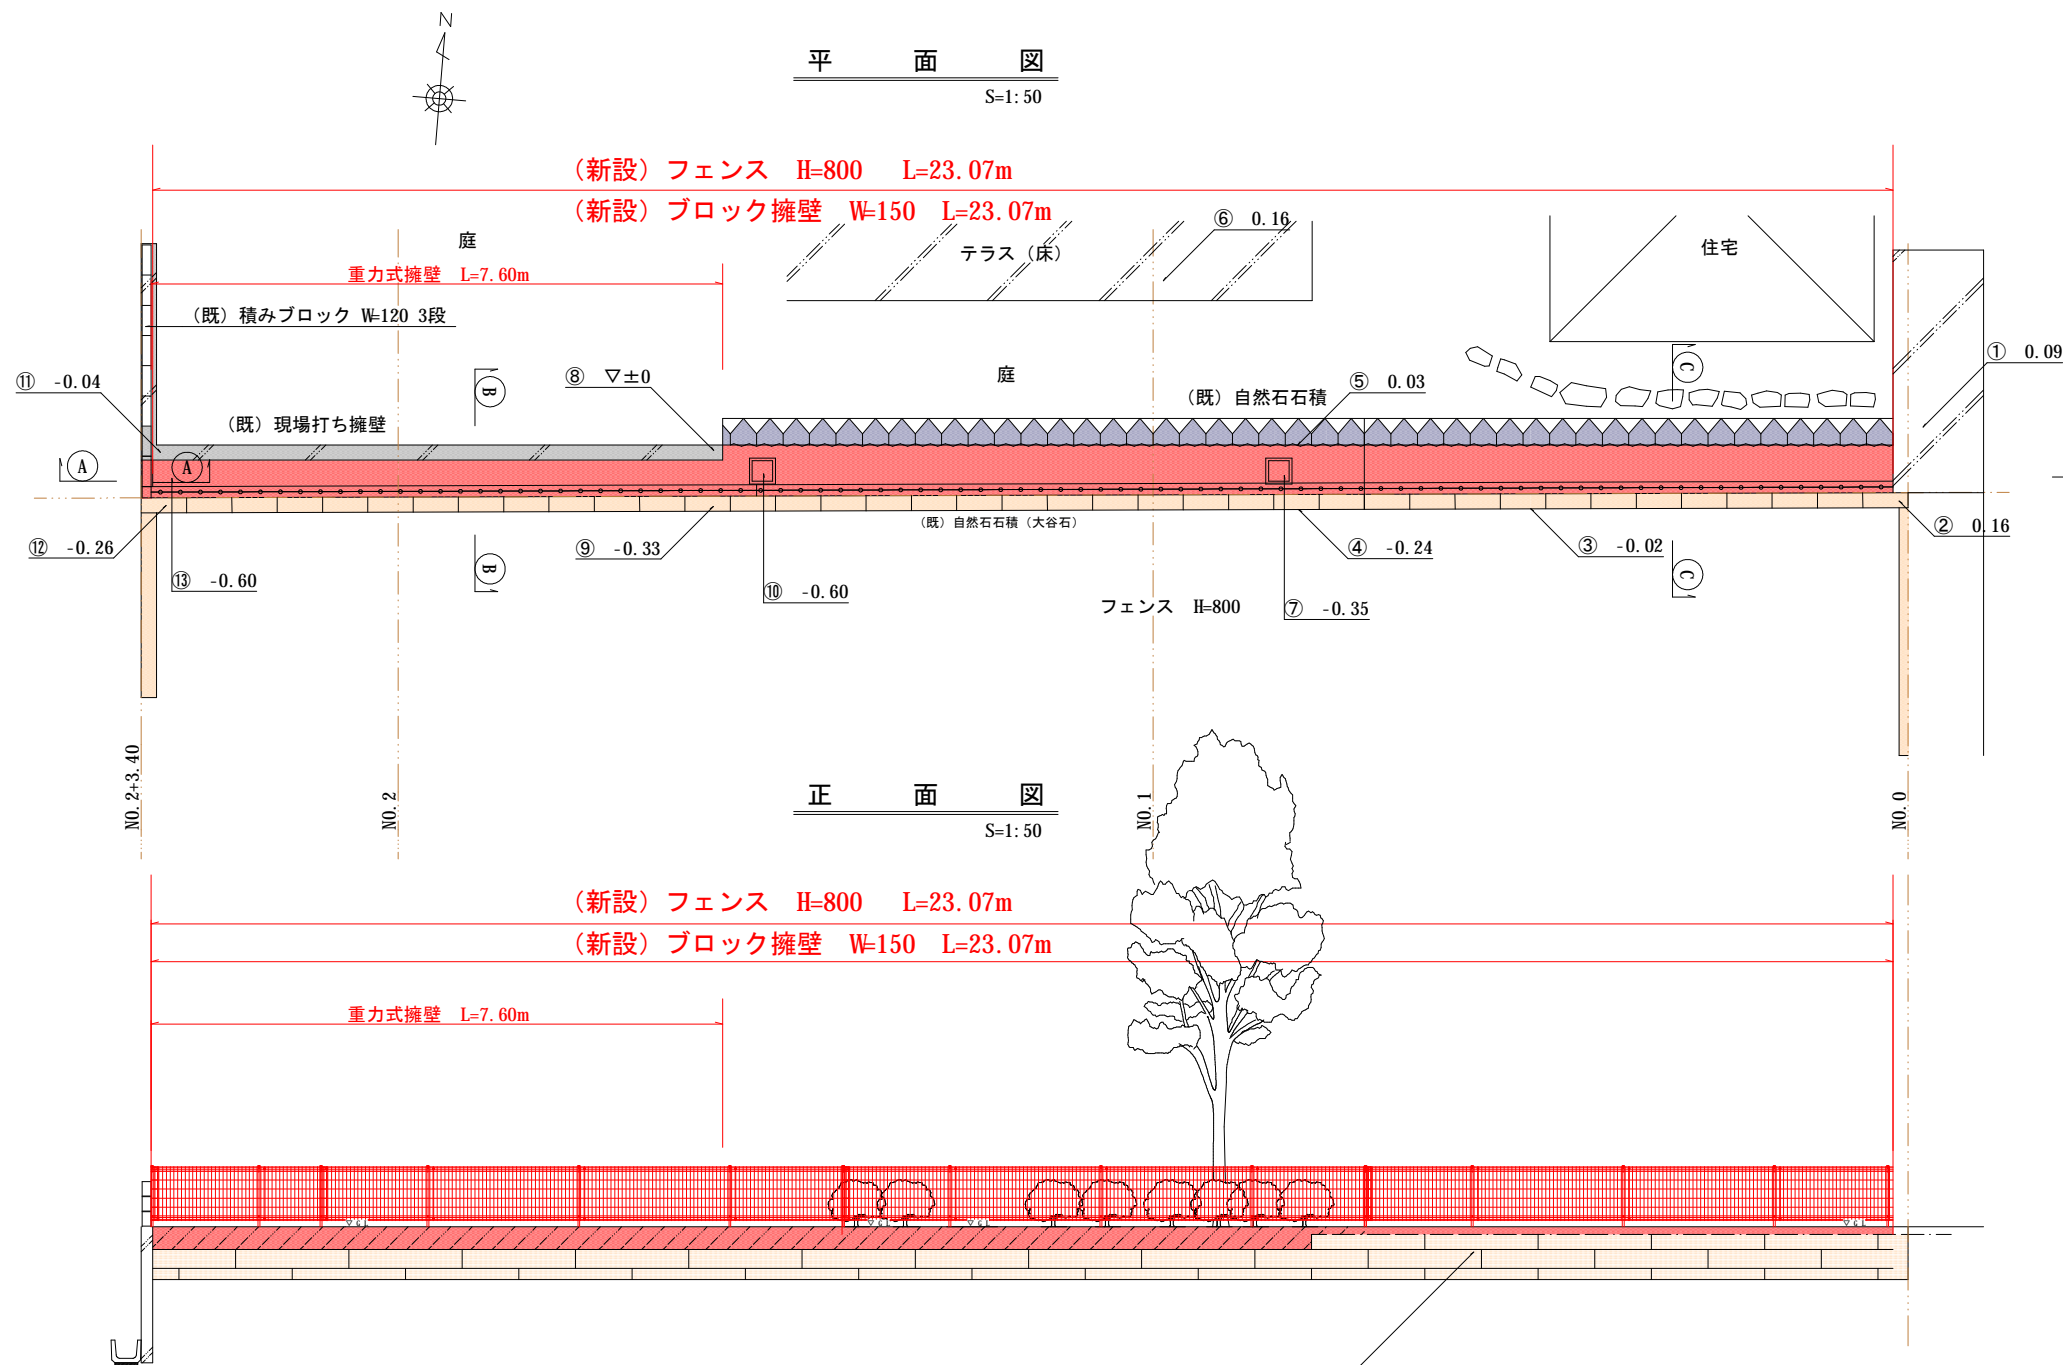 N
平 面 図
S=1:50
(新設) フェンス H=800 L=23.07m
(新設) ブロック擁壁 W=150 L=23.07m
庭
テラス (床)
⑥ 0.16
住宅
重力式擁壁 L=7.60m
(既) 積みブロック W=120 3段
① 0.09
⑪ -0.04
B
⑧ ▽±0
庭
C
⑤ 0.03
(既) 自然石石積
(既) 現場打ち擁壁
A
A
② 0.16
(既) 自然石石積 (大谷石)
⑫ -0.26
⑨ -0.33
④ -0.24
③ -0.02
B
C
⑬ -0.60
⑩ -0.60
フェンス H=800
⑦ -0.35
NO.2+3.40
NO.2
NO.1
NO.0
正 面 図
S=1:50
(新設) フェンス H=800 L=23.07m
(新設) ブロック擁壁 W=150 L=23.07m
重力式擁壁 L=7.60m
▽GL
▽GL
▽GL
▽GL